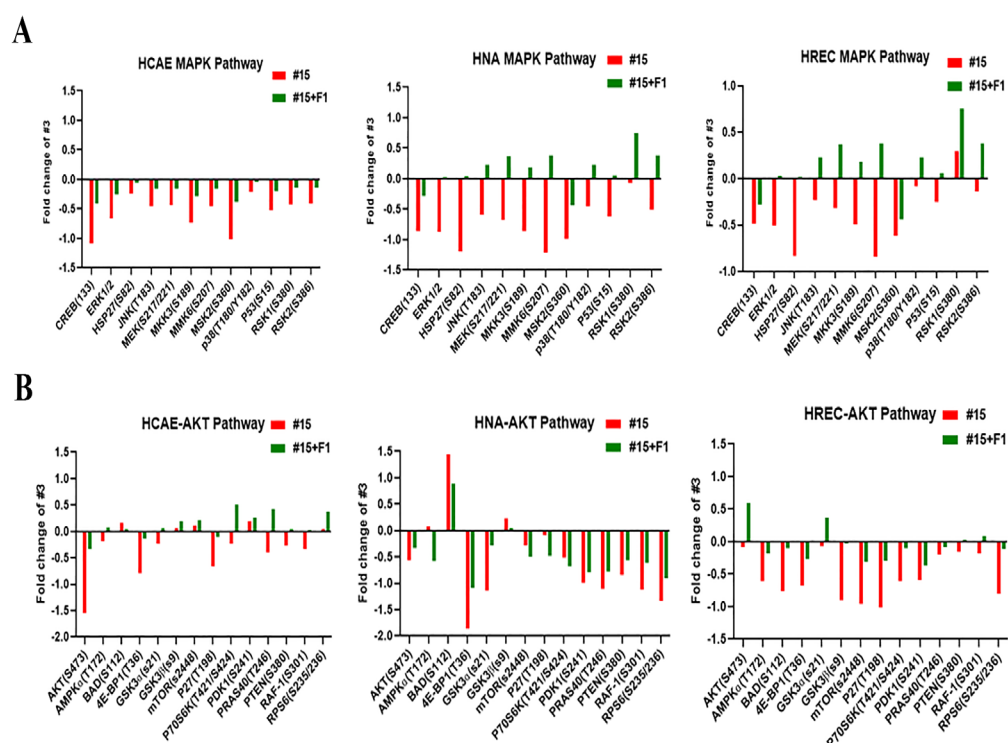 A
HCAE MAPK Pathway
#15
#15+F1
Fold change of #3
1.5
1.0
0.5
0.0
-0.5
-1.0
-1.5
CREB(133)
ERK1/2
HSP27(S82)
JNK(T183)
MEK(S217/221)
MKK3(S189)
MMK6(S207)
MSK2(S360)
p38(T180/Y182)
P53(S15)
RSK1(S380)
RSK2(S386)
HNA MAPK Pathway
#15
#15+F1
Fold change of #3
1.5
1.0
0.5
0.0
-0.5
-1.0
-1.5
CREB(133)
ERK1/2
HSP27(S82)
JNK(T183)
MEK(S217/221)
MKK3(S189)
MMK6(S207)
MSK2(S360)
p38(T180/Y182)
P53(S15)
RSK1(S380)
RSK2(S386)
HREC MAPK Pathway
#15
#15+F1
Fold change of #3
1.0
0.5
0.0
-0.5
-1.0
CREB(133)
ERK1/2
HSP27(S82)
JNK(T183)
MEK(S217/221)
MKK3(S189)
MMK6(S207)
MSK2(S360)
p38(T180/Y182)
P53(S15)
RSK1(S380)
RSK2(S386)
B
HCAE-AKT Pathway
#15
#15+F1
Fold change of #3
1.5
1.0
0.5
0.0
-0.5
-1.0
-1.5
-2.0
AKT(S473)
AMPKα(T172)
BAD(S112)
4E-BP1(T36)
GSK3α(s21)
GSK3l(s9)
mTOR(s2448)
P27(T198)
P70S6K(T421/S424)
PDK1(S241)
PRAS40(T246)
PTEN(S380)
RAF-1(S301)
RPS6(S235/236)
HNA-AKT Pathway
#15
#15+F1
Fold change of #3
1.5
1.0
0.5
0.0
-0.5
-1.0
-1.5
-2.0
AKT(S473)
AMPKα(T172)
BAD(S112)
4E-BP1(T36)
GSK3α(s21)
GSK3l(s9)
mTOR(s2448)
P27(T198)
P70S6K(T421/S424)
PDK1(S241)
PRAS40(T246)
PTEN(S380)
RAF-1(S301)
RPS6(S235/236)
HREC-AKT Pathway
#15
#15+F1
Fold change of #3
1.5
1.0
0.5
0.0
-0.5
-1.0
-1.5
AKT(S473)
AMPKα(T172)
BAD(S112)
4E-BP1(T36)
GSK3α(s21)
GSK3l(s9)
mTOR(s2448)
P27(T198)
P70S6K(T421/S424)
PDK1(S241)
PRAS40(T246)
PTEN(S380)
RAF-1(S301)
RPS6(S235/236)